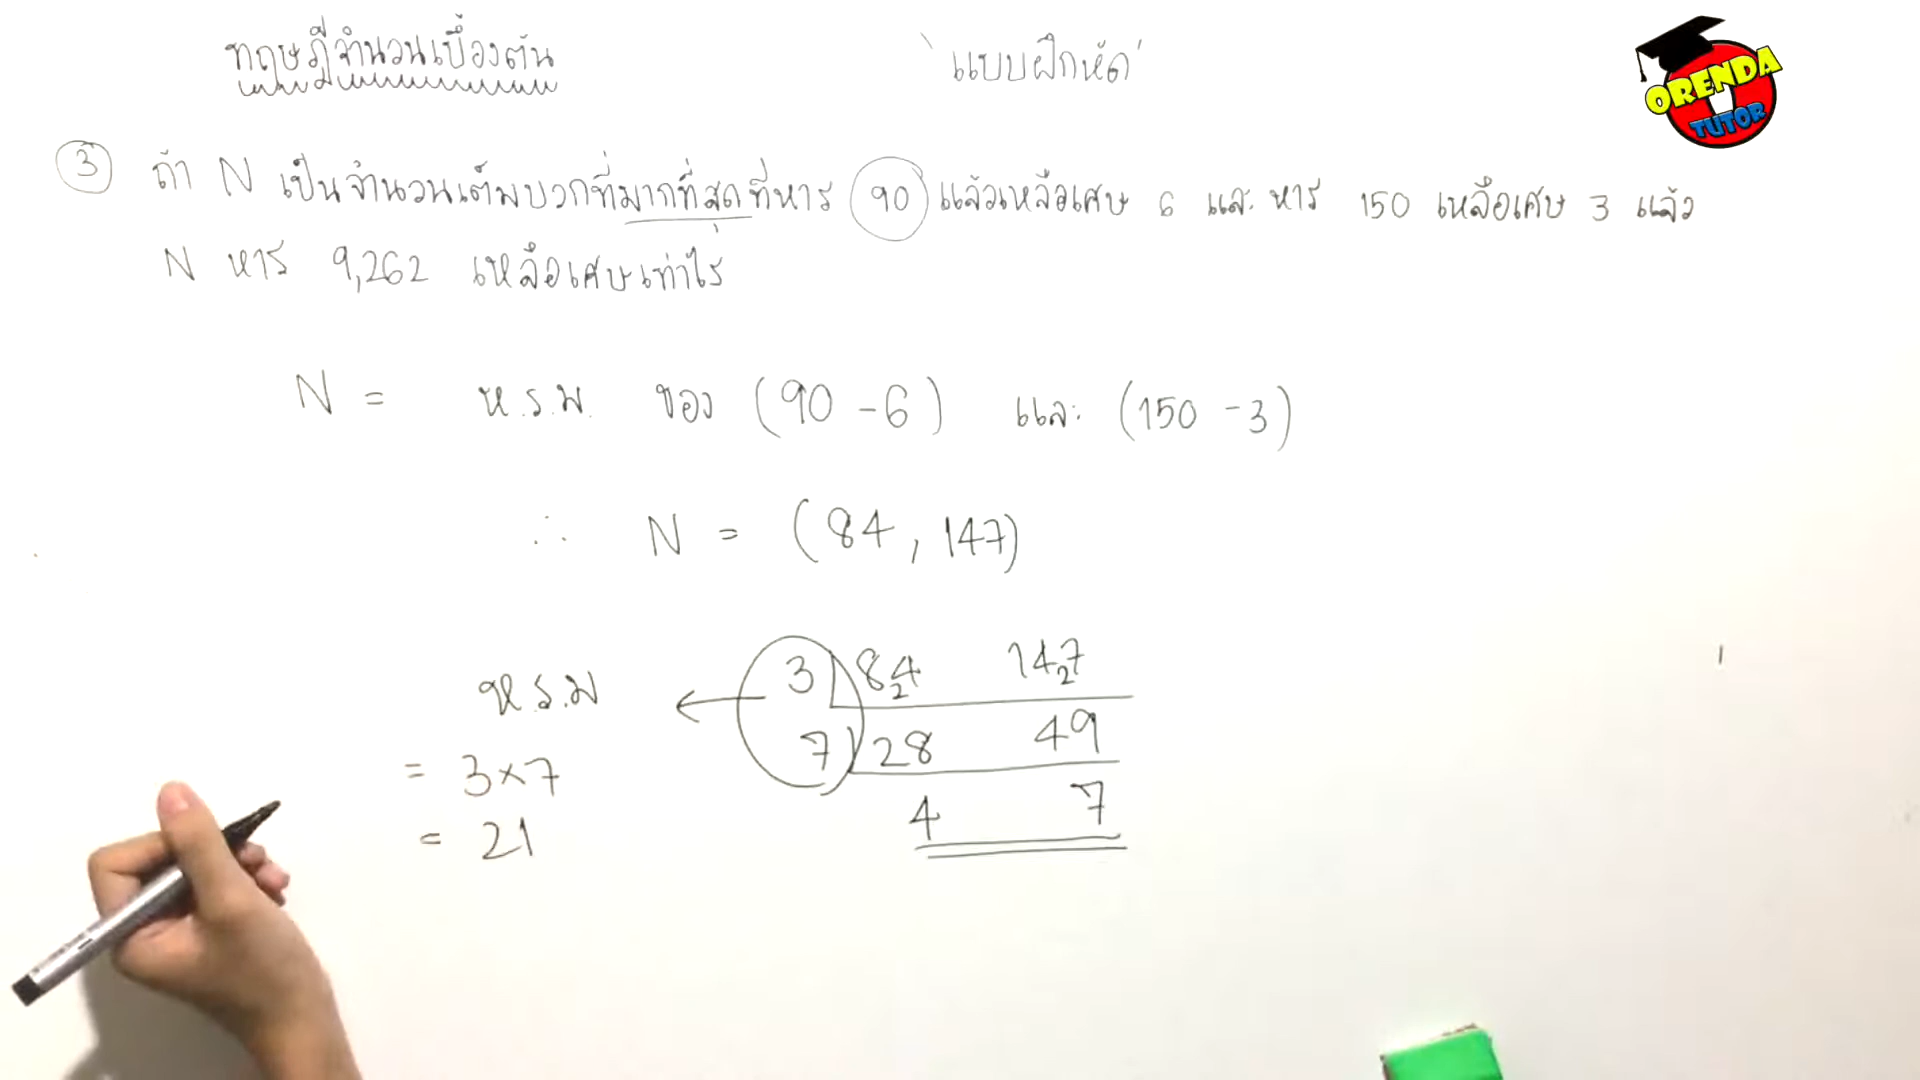 ทฤษฎีจำนวนเบื้องต้น
'แบบฝึกหัด'
ORENDA
TUTOR
3 ถ้า N เป็นจำนวนเต็มบวกที่มากที่สุดที่หาร 90 แล้วเหลือเศษ 6 และ หาร 150 เหลือเศษ 3 แล้ว
N หาร 9,262 เหลือเศษเท่าไร
N = ห.ร.ม. ของ (90 - 6) และ (150 - 3)
∴ N = (84, 147)
3 84 2 147 2
ห.ร.ม
7 28 49
= 3×7
4 7
= 21